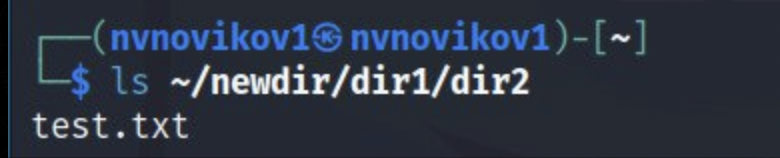 ┌──(nvnovikov1㉿nvnovikov1)-[~]
└─$ ls ~/newdir/dir1/dir2
test.txt